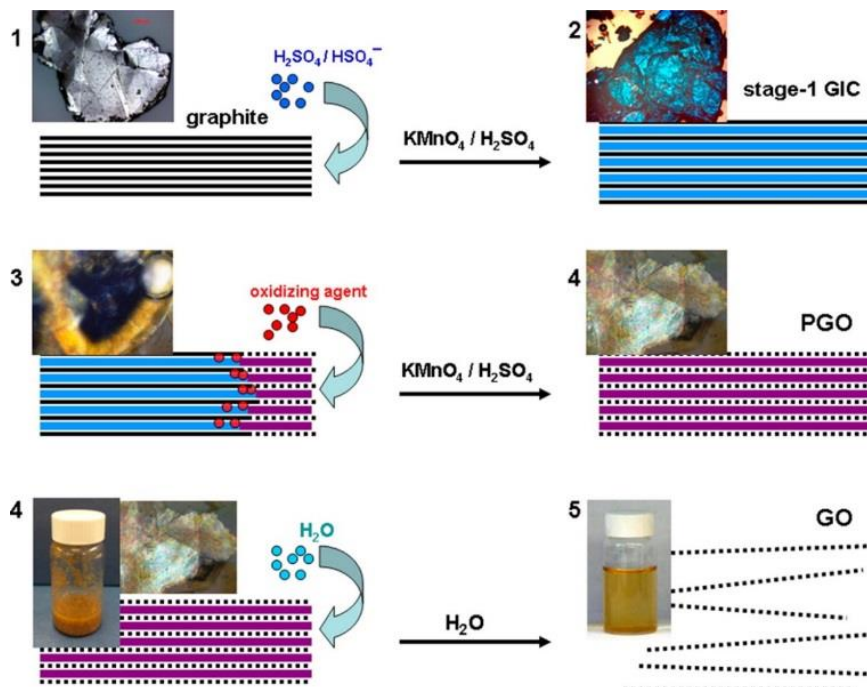 1
H₂SO₄ / HSO₄⁻
graphite
KMnO₄ / H₂SO₄
2
stage-1 GIC
3
oxidizing agent
KMnO₄ / H₂SO₄
4
PGO
4
H₂O
H₂O
5
GO